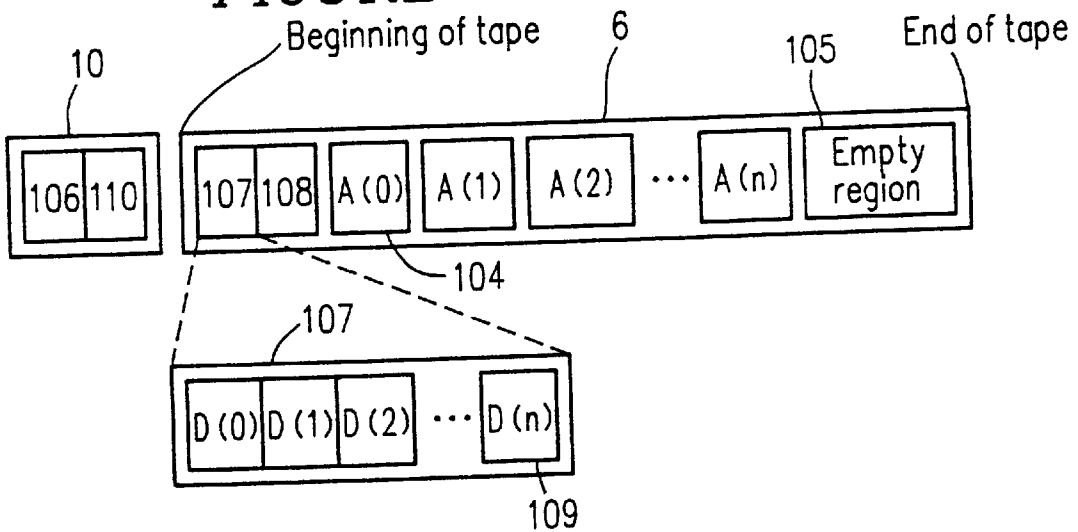 Beginning of tape
6
End of tape
10
105
106 110
107 108 A(0) A(1) A(2) ··· A(n) Empty region
104
107
D(0) D(1) D(2) ··· D(n)
109